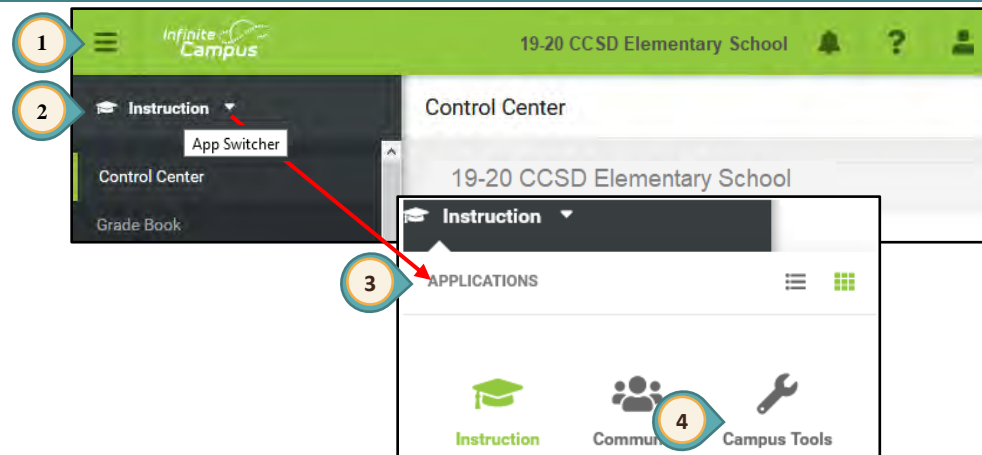 1
Infinite
Campus
19-20 CCSD Elementary School
?
2
Instruction
App Switcher
Control Center
Control Center
19-20 CCSD Elementary School
Grade Book
Instruction
3
APPLICATIONS
4
Instruction
Commun
Campus Tools